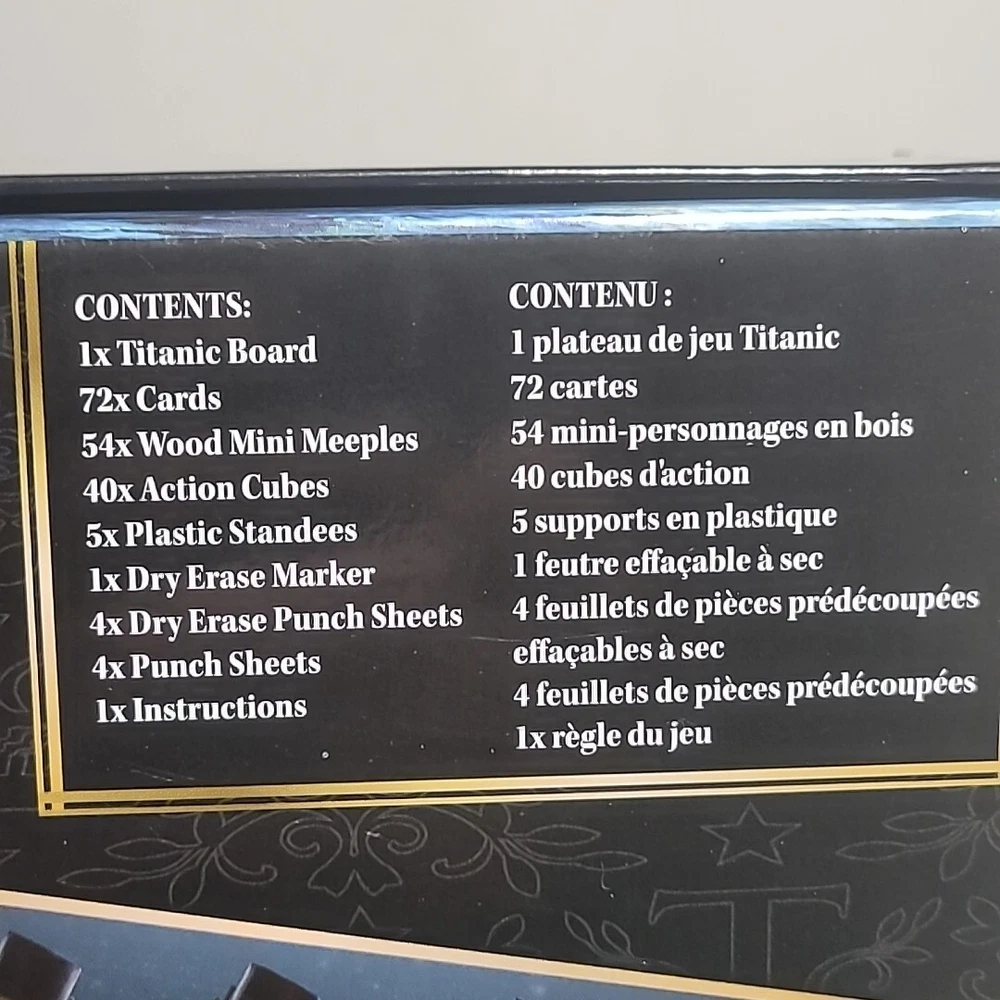 CONTENTS:
1x Titanic Board
72x Cards
54x Wood Mini Meeples
40x Action Cubes
5x Plastic Standees
1x Dry Erase Marker
4x Dry Erase Punch Sheets
4x Punch Sheets
1x Instructions
CONTENU :
1 plateau de jeu Titanic
72 cartes
54 mini-personnages en bois
40 cubes d'action
5 supports en plastique
1 feutre effaçable à sec
4 feuillets de pièces prédécoupées
effaçables à sec
4 feuillets de pièces prédécoupées
1x règle du jeu
T